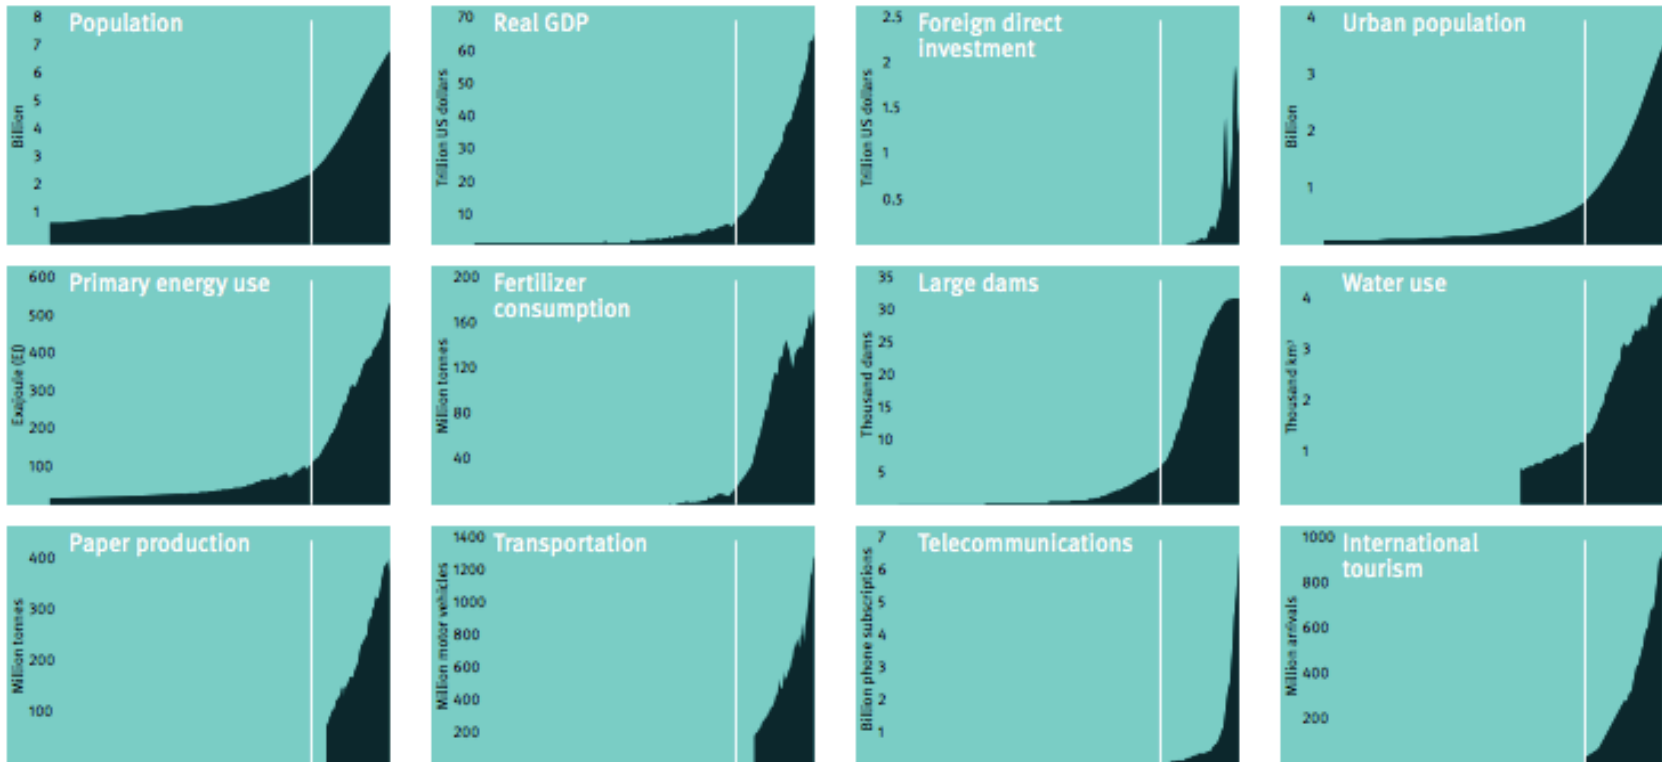 Population
8
7
6
5
4
3
2
1
Billion
Real GDP
70
60
50
40
30
20
10
Trillion US dollars
Foreign direct
investment
2.5
2
1.5
1
0.5
Trillion US dollars
Urban population
4
3
2
1
Billion
Primary energy use
600
500
400
300
200
100
Exajoule (EJ)
Fertilizer
consumption
200
160
120
80
40
Million tonnes
Large dams
35
30
25
20
15
10
5
Thousand dams
Water use
4
3
2
1
Thousand km³
Paper production
400
300
200
100
Million tonnes
Transportation
1400
1200
1000
800
600
400
200
Million motor vehicles
Telecommunications
7
6
5
4
3
2
1
Billion phone subscriptions
International
tourism
1000
800
600
400
200
Million arrivals